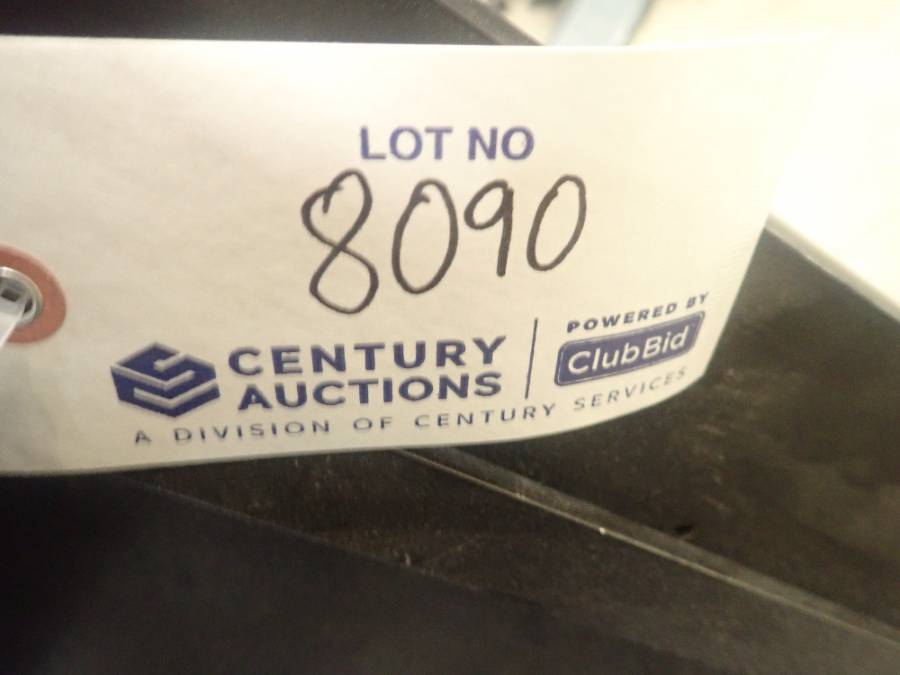 LOT NO
8090
CENTURY
AUCTIONS
POWERED BY
ClubBid
A DIVISION OF CENTURY SERVICES